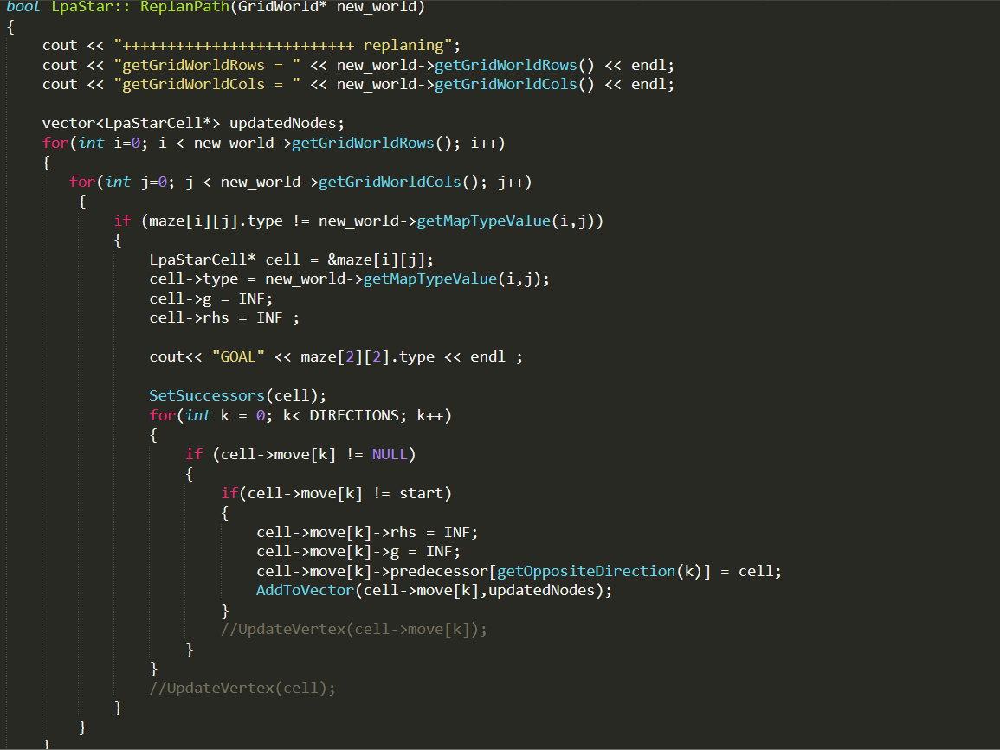 bool LpaStar:: ReplanPath(GridWorld* new_world)
{
    cout << "++++++++++++++++++++++++++ replaning";
    cout << "getGridWorldRows = " << new_world->getGridWorldRows() << endl;
    cout << "getGridWorldCols = " << new_world->getGridWorldCols() << endl;

    vector<LpaStarCell*> updatedNodes;
    for(int i=0; i < new_world->getGridWorldRows(); i++)
    {
       for(int j=0; j < new_world->getGridWorldCols(); j++)
        {
            if (maze[i][j].type != new_world->getMapTypeValue(i,j))
            {
                LpaStarCell* cell = &maze[i][j];
                cell->type = new_world->getMapTypeValue(i,j);
                cell->g = INF;
                cell->rhs = INF ;

                cout<< "GOAL" << maze[2][2].type << endl ;

                SetSuccessors(cell);
                for(int k = 0; k< DIRECTIONS; k++)
                {
                    if (cell->move[k] != NULL)
                    {
                        if(cell->move[k] != start)
                        {
                            cell->move[k]->rhs = INF;
                            cell->move[k]->g = INF;
                            cell->move[k]->predecessor[getOppositeDirection(k)] = cell;
                            AddToVector(cell->move[k],updatedNodes);
                        }
                        //UpdateVertex(cell->move[k]);
                    }
                }
                //UpdateVertex(cell);
            }
        }
    }